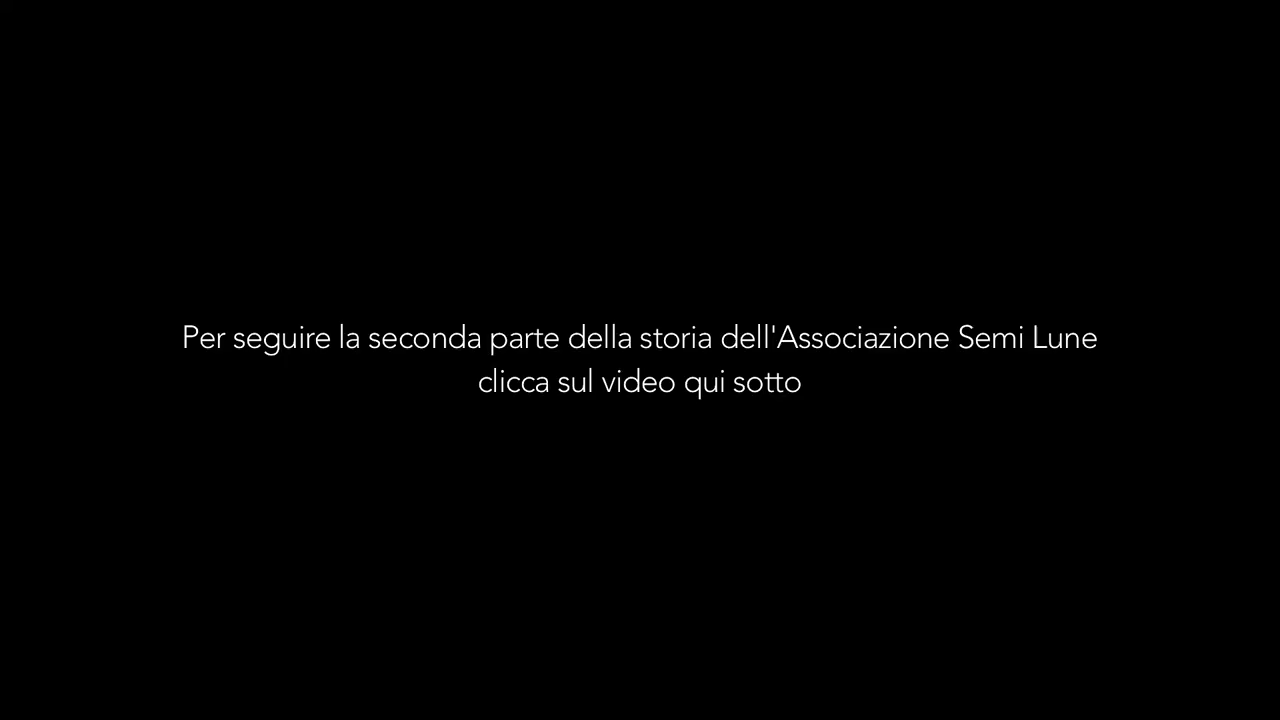 Per seguire la seconda parte della storia dell'Associazione Semi Lune
clicca sul video qui sotto